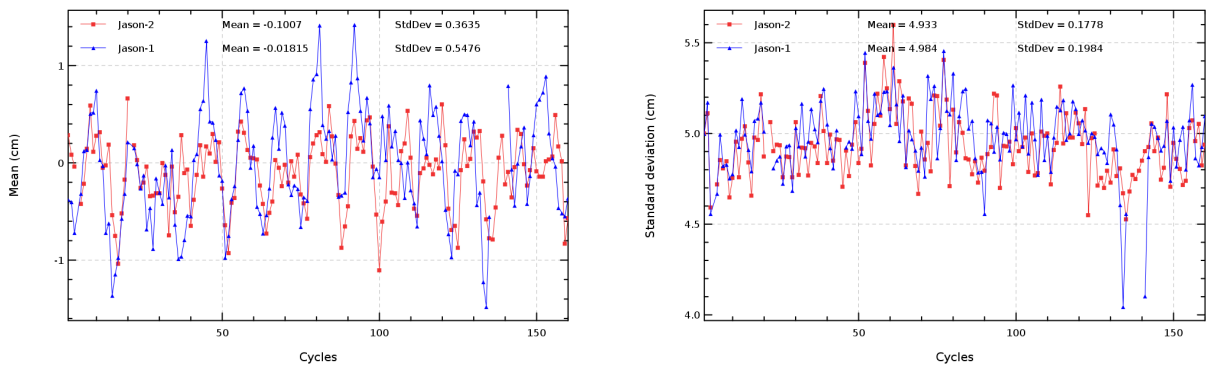 Jason-2 Mean = -0.1007 StdDev = 0.3635
Jason-1 Mean = -0.01815 StdDev = 0.5476
1
0
-1
Mean (cm)
50 100 150
Cycles
Jason-2 Mean = 4.933 StdDev = 0.1778
Jason-1 Mean = 4.984 StdDev = 0.1984
5.5
5.0
4.5
4.0
Standard deviation (cm)
50 100 150
Cycles